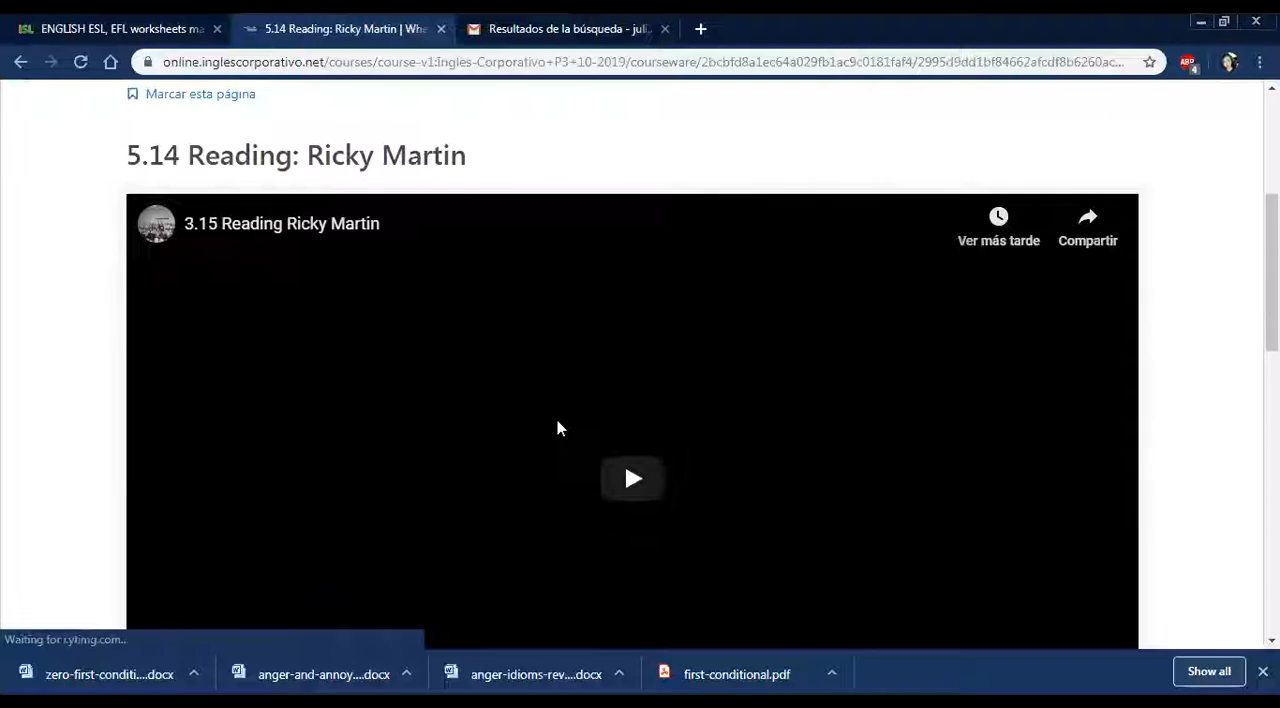 ENGLISH ESL, EFL worksheets ma
5.14 Reading: Ricky Martin | Whe
Resultados de la búsqueda - juli
online.inglescorporativo.net/courses/course-v1:Ingles-Corporativo+P3+10-2019/courseware/2bcbfd8a1ec64a029fb1ac9c0181faf4/2995d9dd1bf84662afcdf8b6260ac...
ABP
4
Marcar esta página
5.14 Reading: Ricky Martin
3.15 Reading Ricky Martin
Ver más tarde
Compartir
Waiting for i.ytimg.com...
zero-first-conditi....docx
anger-and-annoy....docx
anger-idioms-rev....docx
first-conditional.pdf
Show all